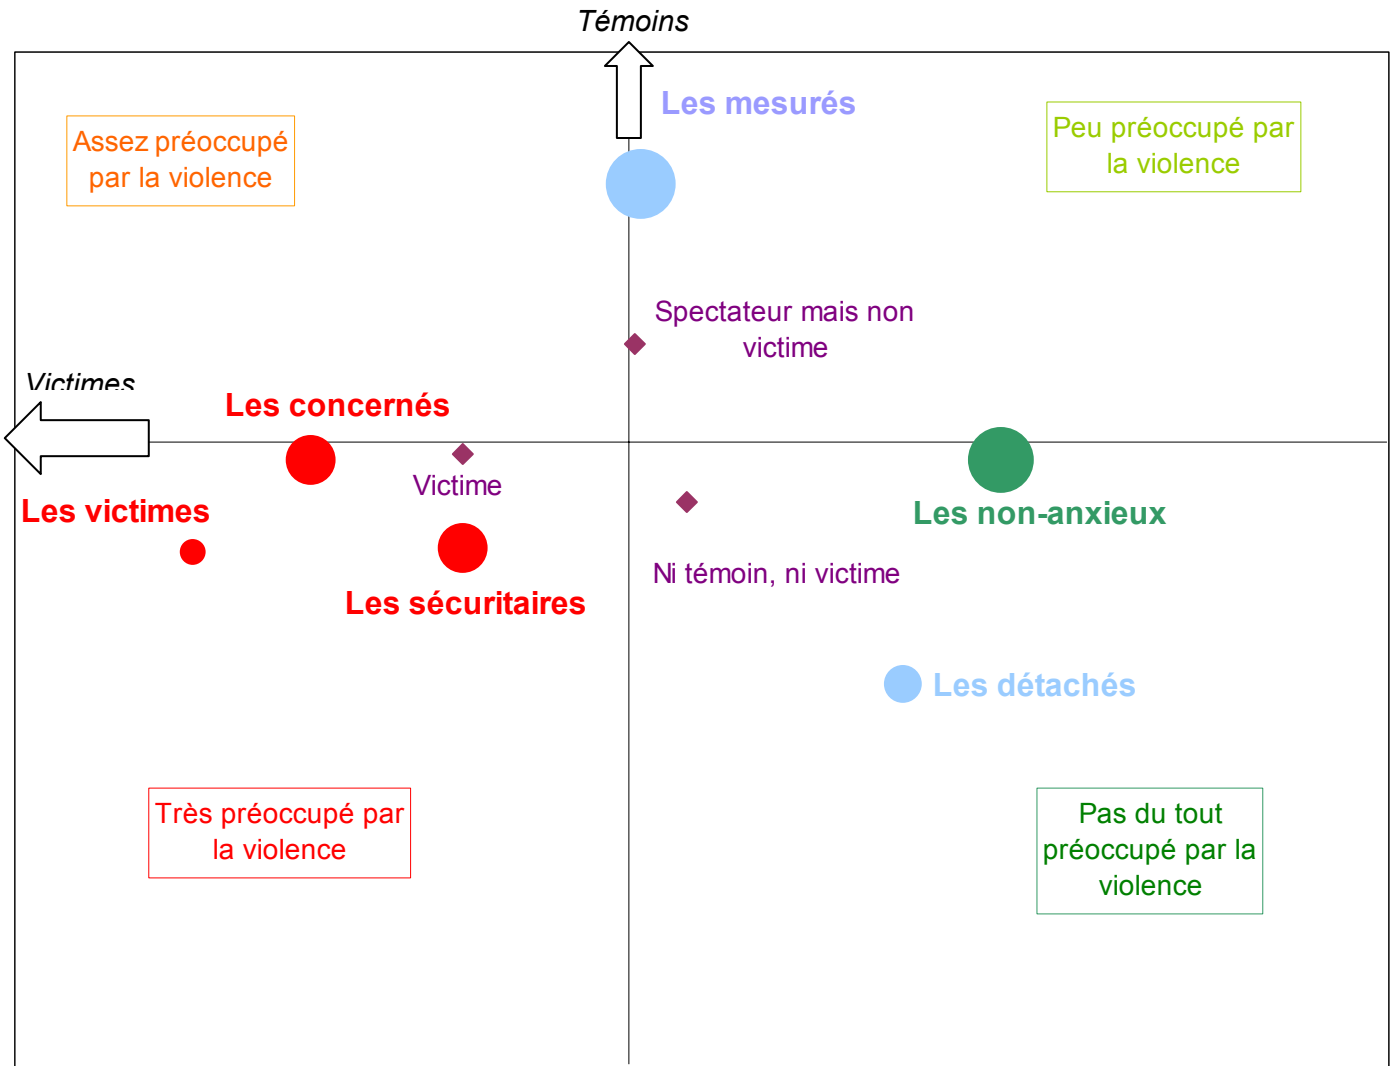 Témoins
Les mesurés
Assez préoccupé
par la violence
Peu préoccupé par
la violence
Spectateur mais non
victime
Victimes
Les concernés
Victime
Les victimes
Les non-anxieux
Ni témoin, ni victime
Les sécuritaires
Les détachés
Très préoccupé par
la violence
Pas du tout
préoccupé par la
violence